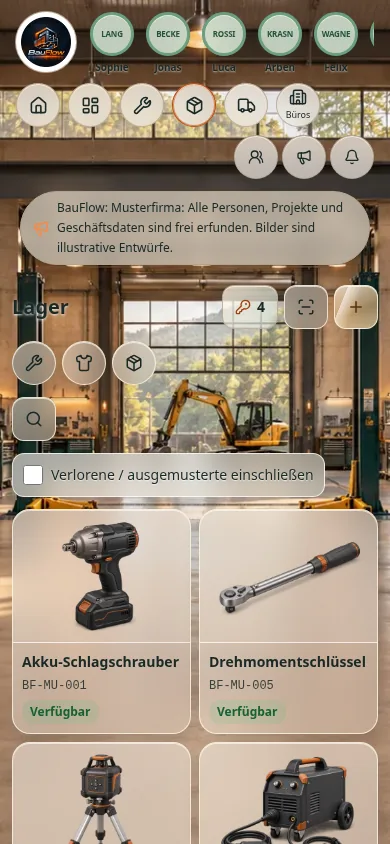 BauFlow
LANG
BECKE
ROSSI
KRASN
WAGNE
Sophie
Jonas
Luca
Arben
Felix
Büros
BauFlow: Musterfirma: Alle Personen, Projekte und
Geschäftsdaten sind frei erfunden. Bilder sind
illustrative Entwürfe.
Lager
4
Verlorene / ausgemusterte einschließen
Akku-Schlagschrauber
BF-MU-001
Verfügbar
Drehmomentschlüssel
BF-MU-005
Verfügbar